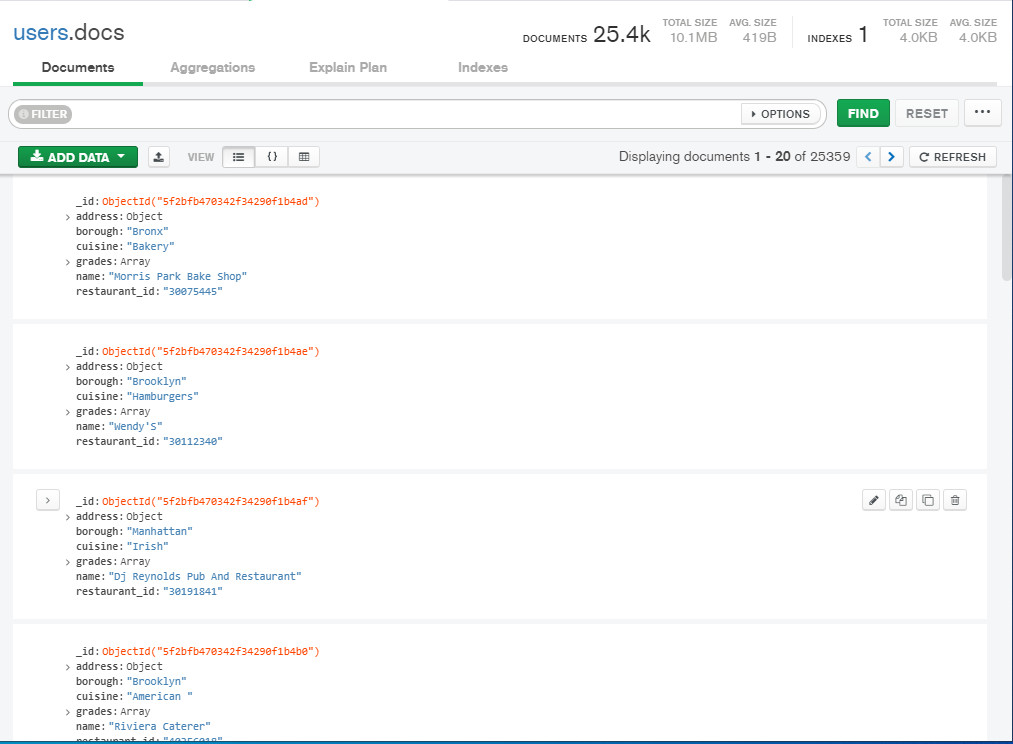 users.docs
DOCUMENTS 25.4k TOTAL SIZE 10.1MB AVG. SIZE 419B INDEXES 1 TOTAL SIZE 4.0KB AVG. SIZE 4.0KB
Documents Aggregations Explain Plan Indexes
FILTER OPTIONS FIND RESET ...
ADD DATA VIEW {} Displaying documents 1 - 20 of 25359 < > REFRESH
_id: ObjectId("5f2bfb470342f34290f1b4ad")
> address: Object
borough: "Bronx"
cuisine: "Bakery"
> grades: Array
name: "Morris Park Bake Shop"
restaurant_id: "30075445"
_id: ObjectId("5f2bfb470342f34290f1b4ae")
> address: Object
borough: "Brooklyn"
cuisine: "Hamburgers"
> grades: Array
name: "Wendy'S"
restaurant_id: "30112340"
> _id: ObjectId("5f2bfb470342f34290f1b4af")
> address: Object
borough: "Manhattan"
cuisine: "Irish"
> grades: Array
name: "Dj Reynolds Pub And Restaurant"
restaurant_id: "30191841"
_id: ObjectId("5f2bfb470342f34290f1b4b0")
> address: Object
borough: "Brooklyn"
cuisine: "American "
> grades: Array
name: "Riviera Caterer"
restaurant_id: